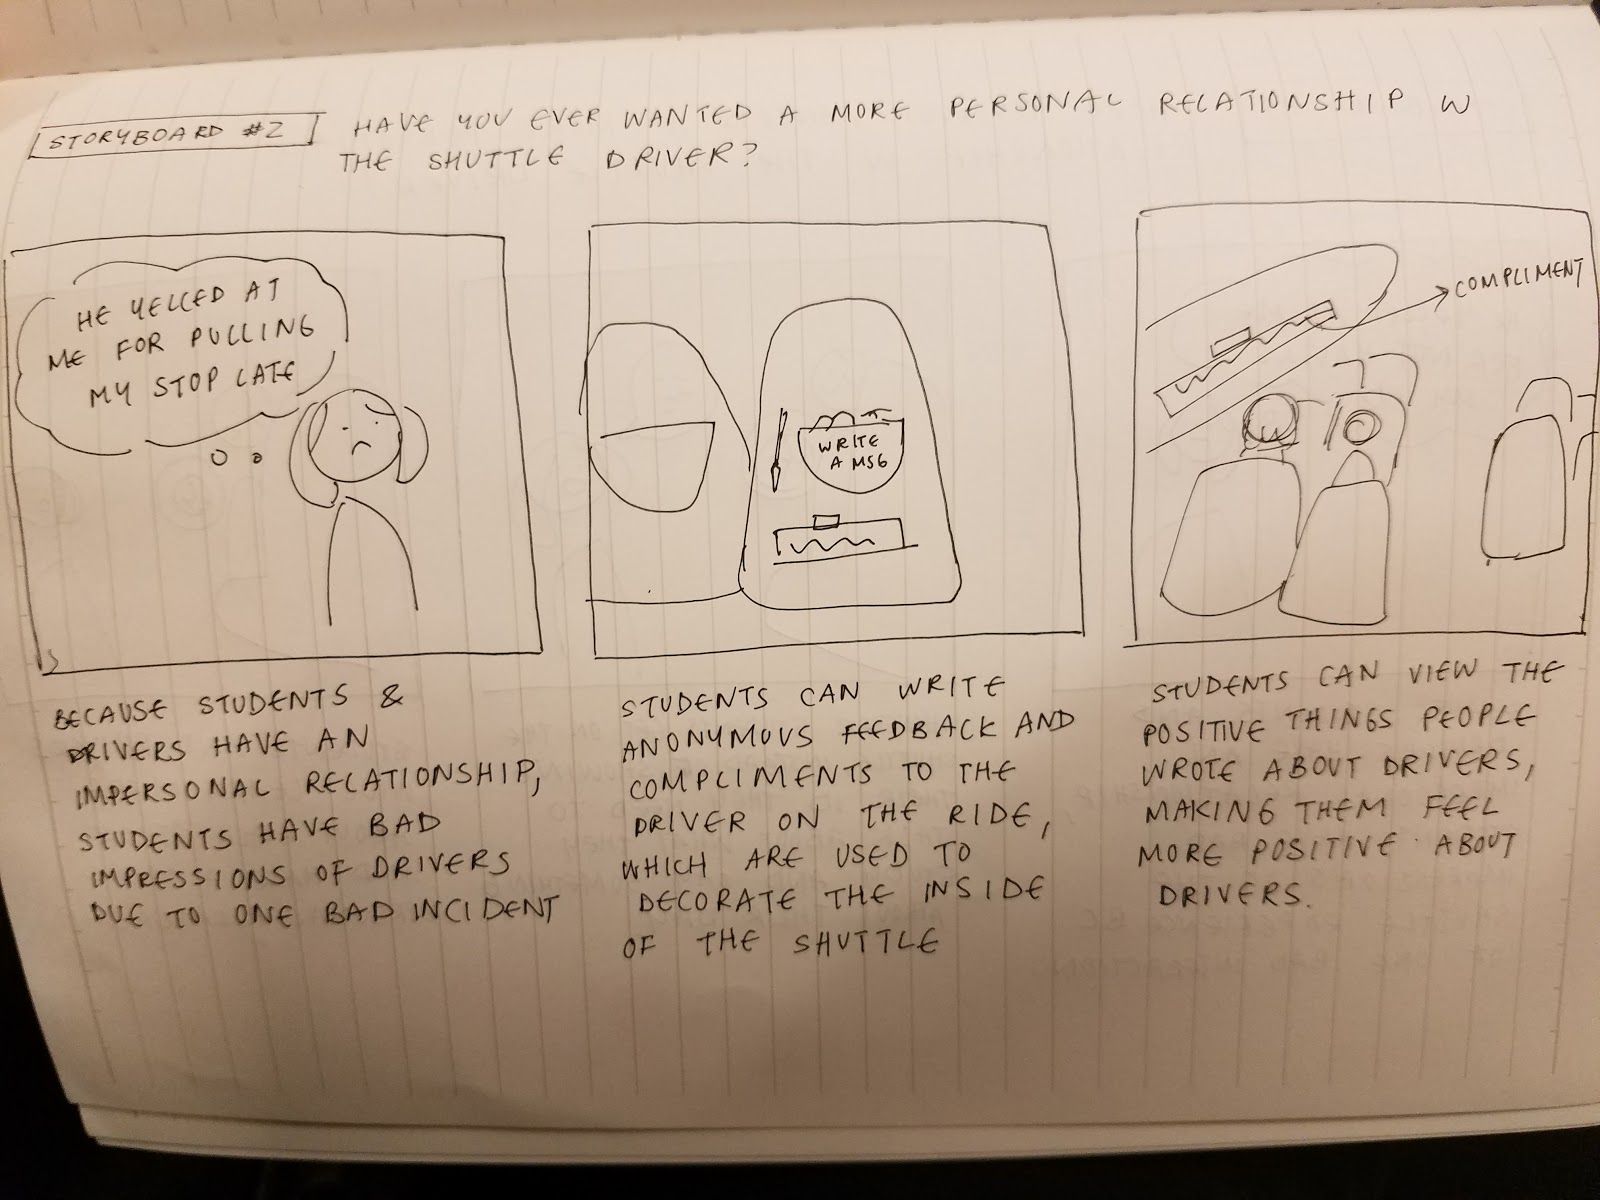 STORYBOARD #2
HAVE YOU EVER WANTED A MORE PERSONAL RELATIONSHIP W
THE SHUTTLE DRIVER?
HE YELLED AT
ME FOR PULLING
MY STOP LATE
BECAUSE STUDENTS &
DRIVERS HAVE AN
IMPERSONAL RELATIONSHIP,
STUDENTS HAVE BAD
IMPRESSIONS OF DRIVERS
DUE TO ONE BAD INCIDENT
WRITE
A MSG
STUDENTS CAN WRITE
ANONYMOUS FEEDBACK AND
COMPLIMENTS TO THE
DRIVER ON THE RIDE,
WHICH ARE USED TO
DECORATE THE INSIDE
OF THE SHUTTLE
COMPLIMENT
STUDENTS CAN VIEW THE
POSITIVE THINGS PEOPLE
WROTE ABOUT DRIVERS,
MAKING THEM FEEL
MORE POSITIVE ABOUT
DRIVERS.